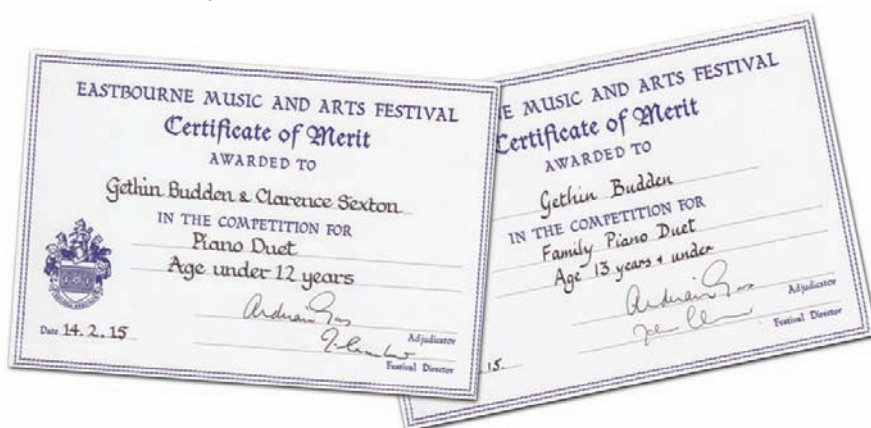 EASTBOURNE MUSIC AND ARTS FESTIVAL
Certificate of Merit
AWARDED TO
Gethin Budden & Clarence Sexton
IN THE COMPETITION FOR
Piano Duet
Age under 12 years
Adjudicator
Date 14.2.15
Festival Director
E MUSIC AND ARTS FESTIVAL
Certificate of Merit
AWARDED TO
Gethin Budden
IN THE COMPETITION FOR
Family Piano Duet
Age 13 years & under
Adjudicator
Festival Director
15.